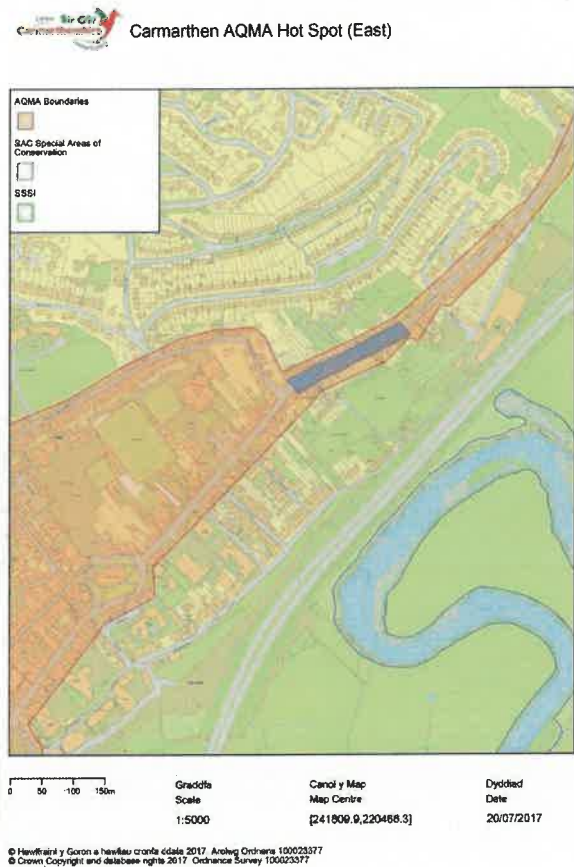 Sir Gâr
Carmarthenshire
Carmarthen AQMA Hot Spot (East)
AQMA Boundaries
SAC Special Areas of
Conservation
SSSI
0 50 100 150m
Graddfa
Scale
1:5000
Canol y Map
Map Centre
[241809.9,220468.3]
Dyddiad
Date
20/07/2017
© Hawlfraint y Goron a hawliau cronfa ddata 2017 Arolwg Ordnans 100023377
© Crown Copyright and database rights 2017 Ordnance Survey 100023377